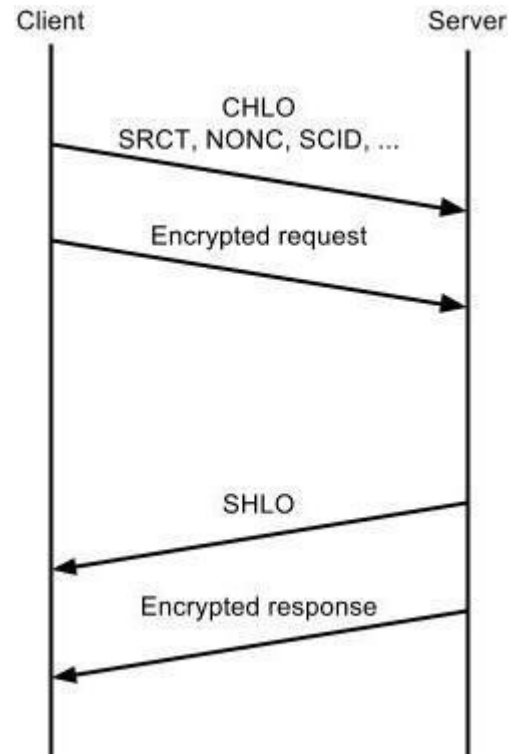 Client
Server
CHLO
SRCT, NONC, SCID, ...
Encrypted request
SHLO
Encrypted response